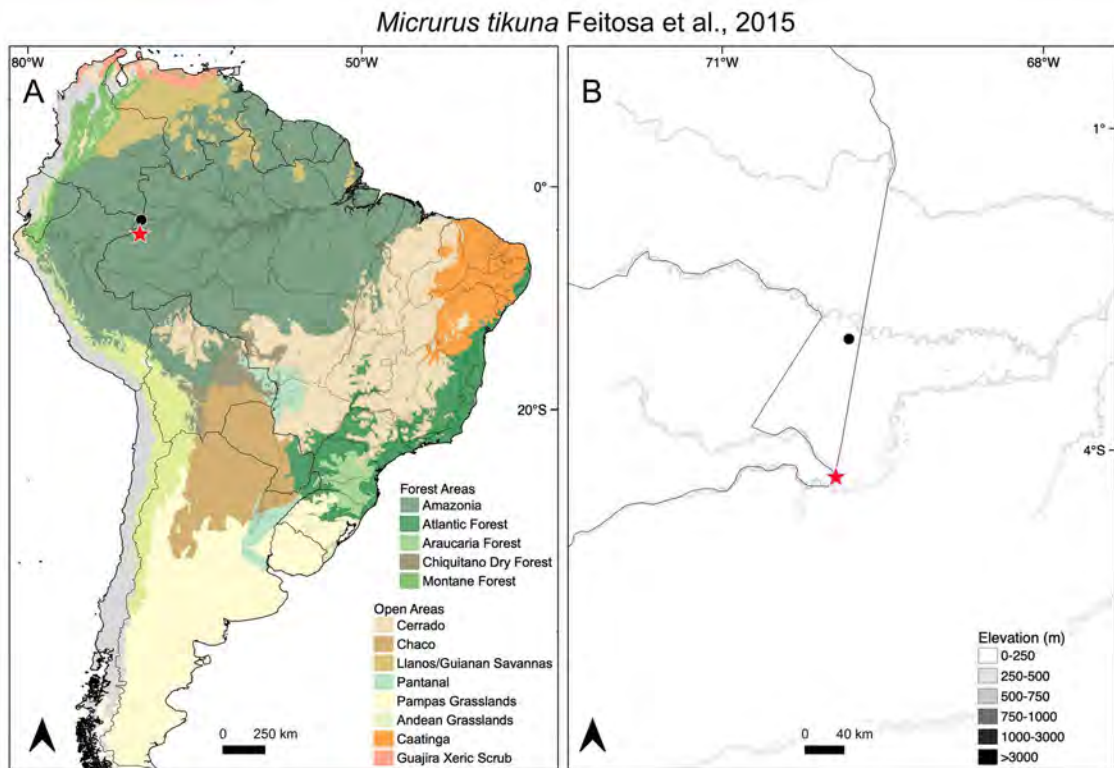 Micrurus tikuna Feitosa et al., 2015
A
80°W
50°W
0°
20°S
Forest Areas
Amazonia
Atlantic Forest
Araucaria Forest
Chiquitano Dry Forest
Montane Forest
Open Areas
Cerrado
Chaco
Llanos/Guianan Savannas
Pantanal
Pampas Grasslands
Andean Grasslands
Caatinga
Guajira Xeric Scrub
0 250 km
B
71°W
68°W
1°
4°S
Elevation (m)
0-250
250-500
500-750
750-1000
1000-3000
>3000
0 40 km